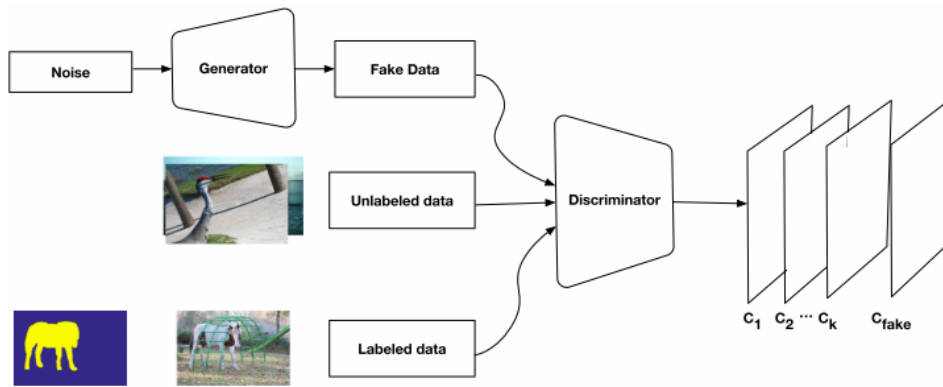 Noise
Generator
Fake Data
Unlabeled data
Discriminator
Labeled data
C1 C2 ... Ck Cfake